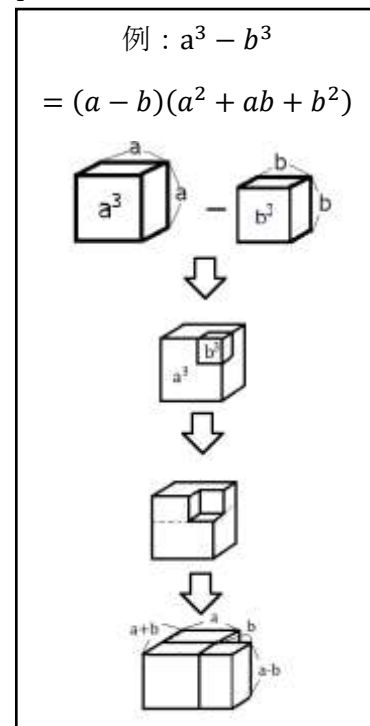 例：a³ − b³
= (a − b)(a² + ab + b²)
a
a
a³
−
b
b
b³
b³
a³
a+b
a
b
a-b